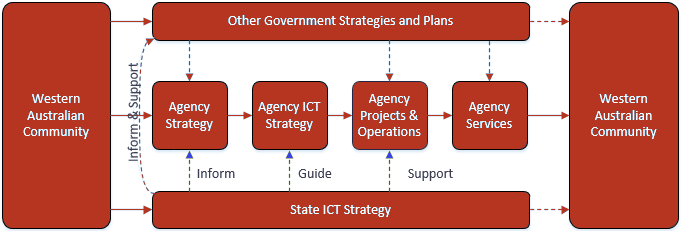 Other Government Strategies and Plans
Western
Australian
Community
Inform & Support
Agency
Strategy
Agency ICT
Strategy
Agency
Projects &
Operations
Agency
Services
Western
Australian
Community
Inform
Guide
Support
State ICT Strategy